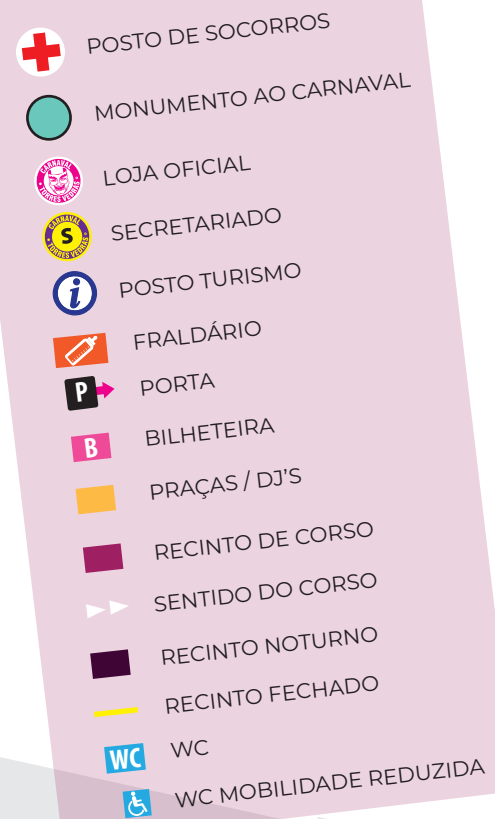 POSTO DE SOCORROS
MONUMENTO AO CARNAVAL
CARNAVAL
TORRES VEDRAS
LOJA OFICIAL
CARNAVAL
S
TORRES VEDRAS
SECRETARIADO
i
POSTO TURISMO
FRALDÁRIO
P
PORTA
B
BILHETEIRA
PRAÇAS / DJ'S
RECINTO DE CORSO
SENTIDO DO CORSO
RECINTO NOTURNO
RECINTO FECHADO
WC
WC
WC MOBILIDADE REDUZIDA